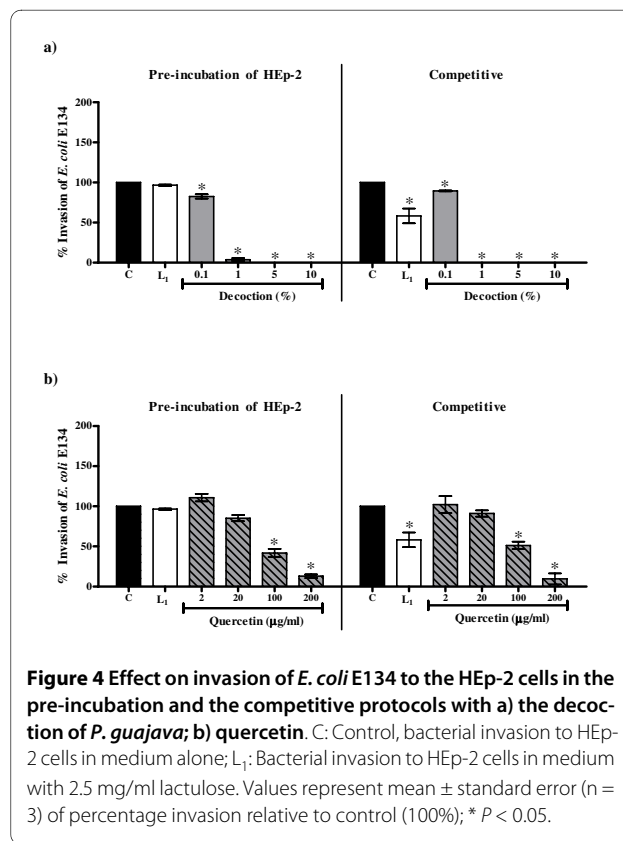 a)
Pre-incubation of HEp-2
Competitive
% Invasion of E. coli E134
200
150
100
50
0
C L₁ 0.1 1 5 10
C L₁ 0.1 1 5 10
* * * *
* * * * *
Decoction (%)
Decoction (%)
b)
Pre-incubation of HEp-2
Competitive
% Invasion of E. coli E134
200
150
100
50
0
* *
* * *
C L₁ 2 20 100 200
C L₁ 2 20 100 200
Quercetin (μg/ml)
Quercetin (μg/ml)
Figure 4 Effect on invasion of E. coli E134 to the HEp-2 cells in the
pre-incubation and the competitive protocols with a) the decoc-
tion of P. guajava; b) quercetin. C: Control, bacterial invasion to HEp-
2 cells in medium alone; L₁: Bacterial invasion to HEp-2 cells in medium
with 2.5 mg/ml lactulose. Values represent mean ± standard error (n =
3) of percentage invasion relative to control (100%); * P < 0.05.